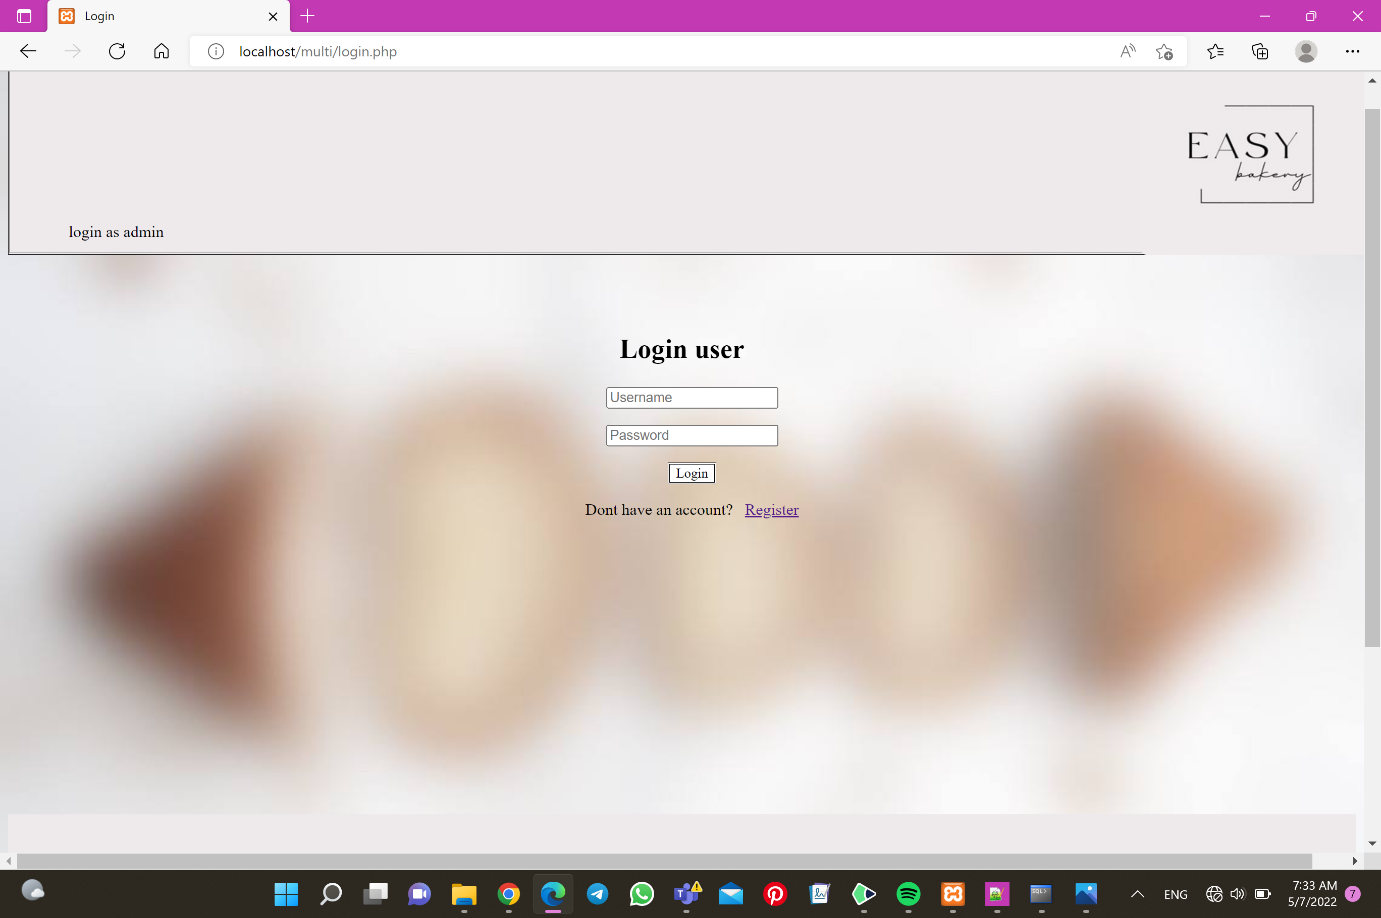 Login
localhost/multi/login.php
EASY
bakery
login as admin
Login user
Username
Password
Login
Dont have an account? Register
ENG
7:33 AM
5/7/2022
7
SQL>